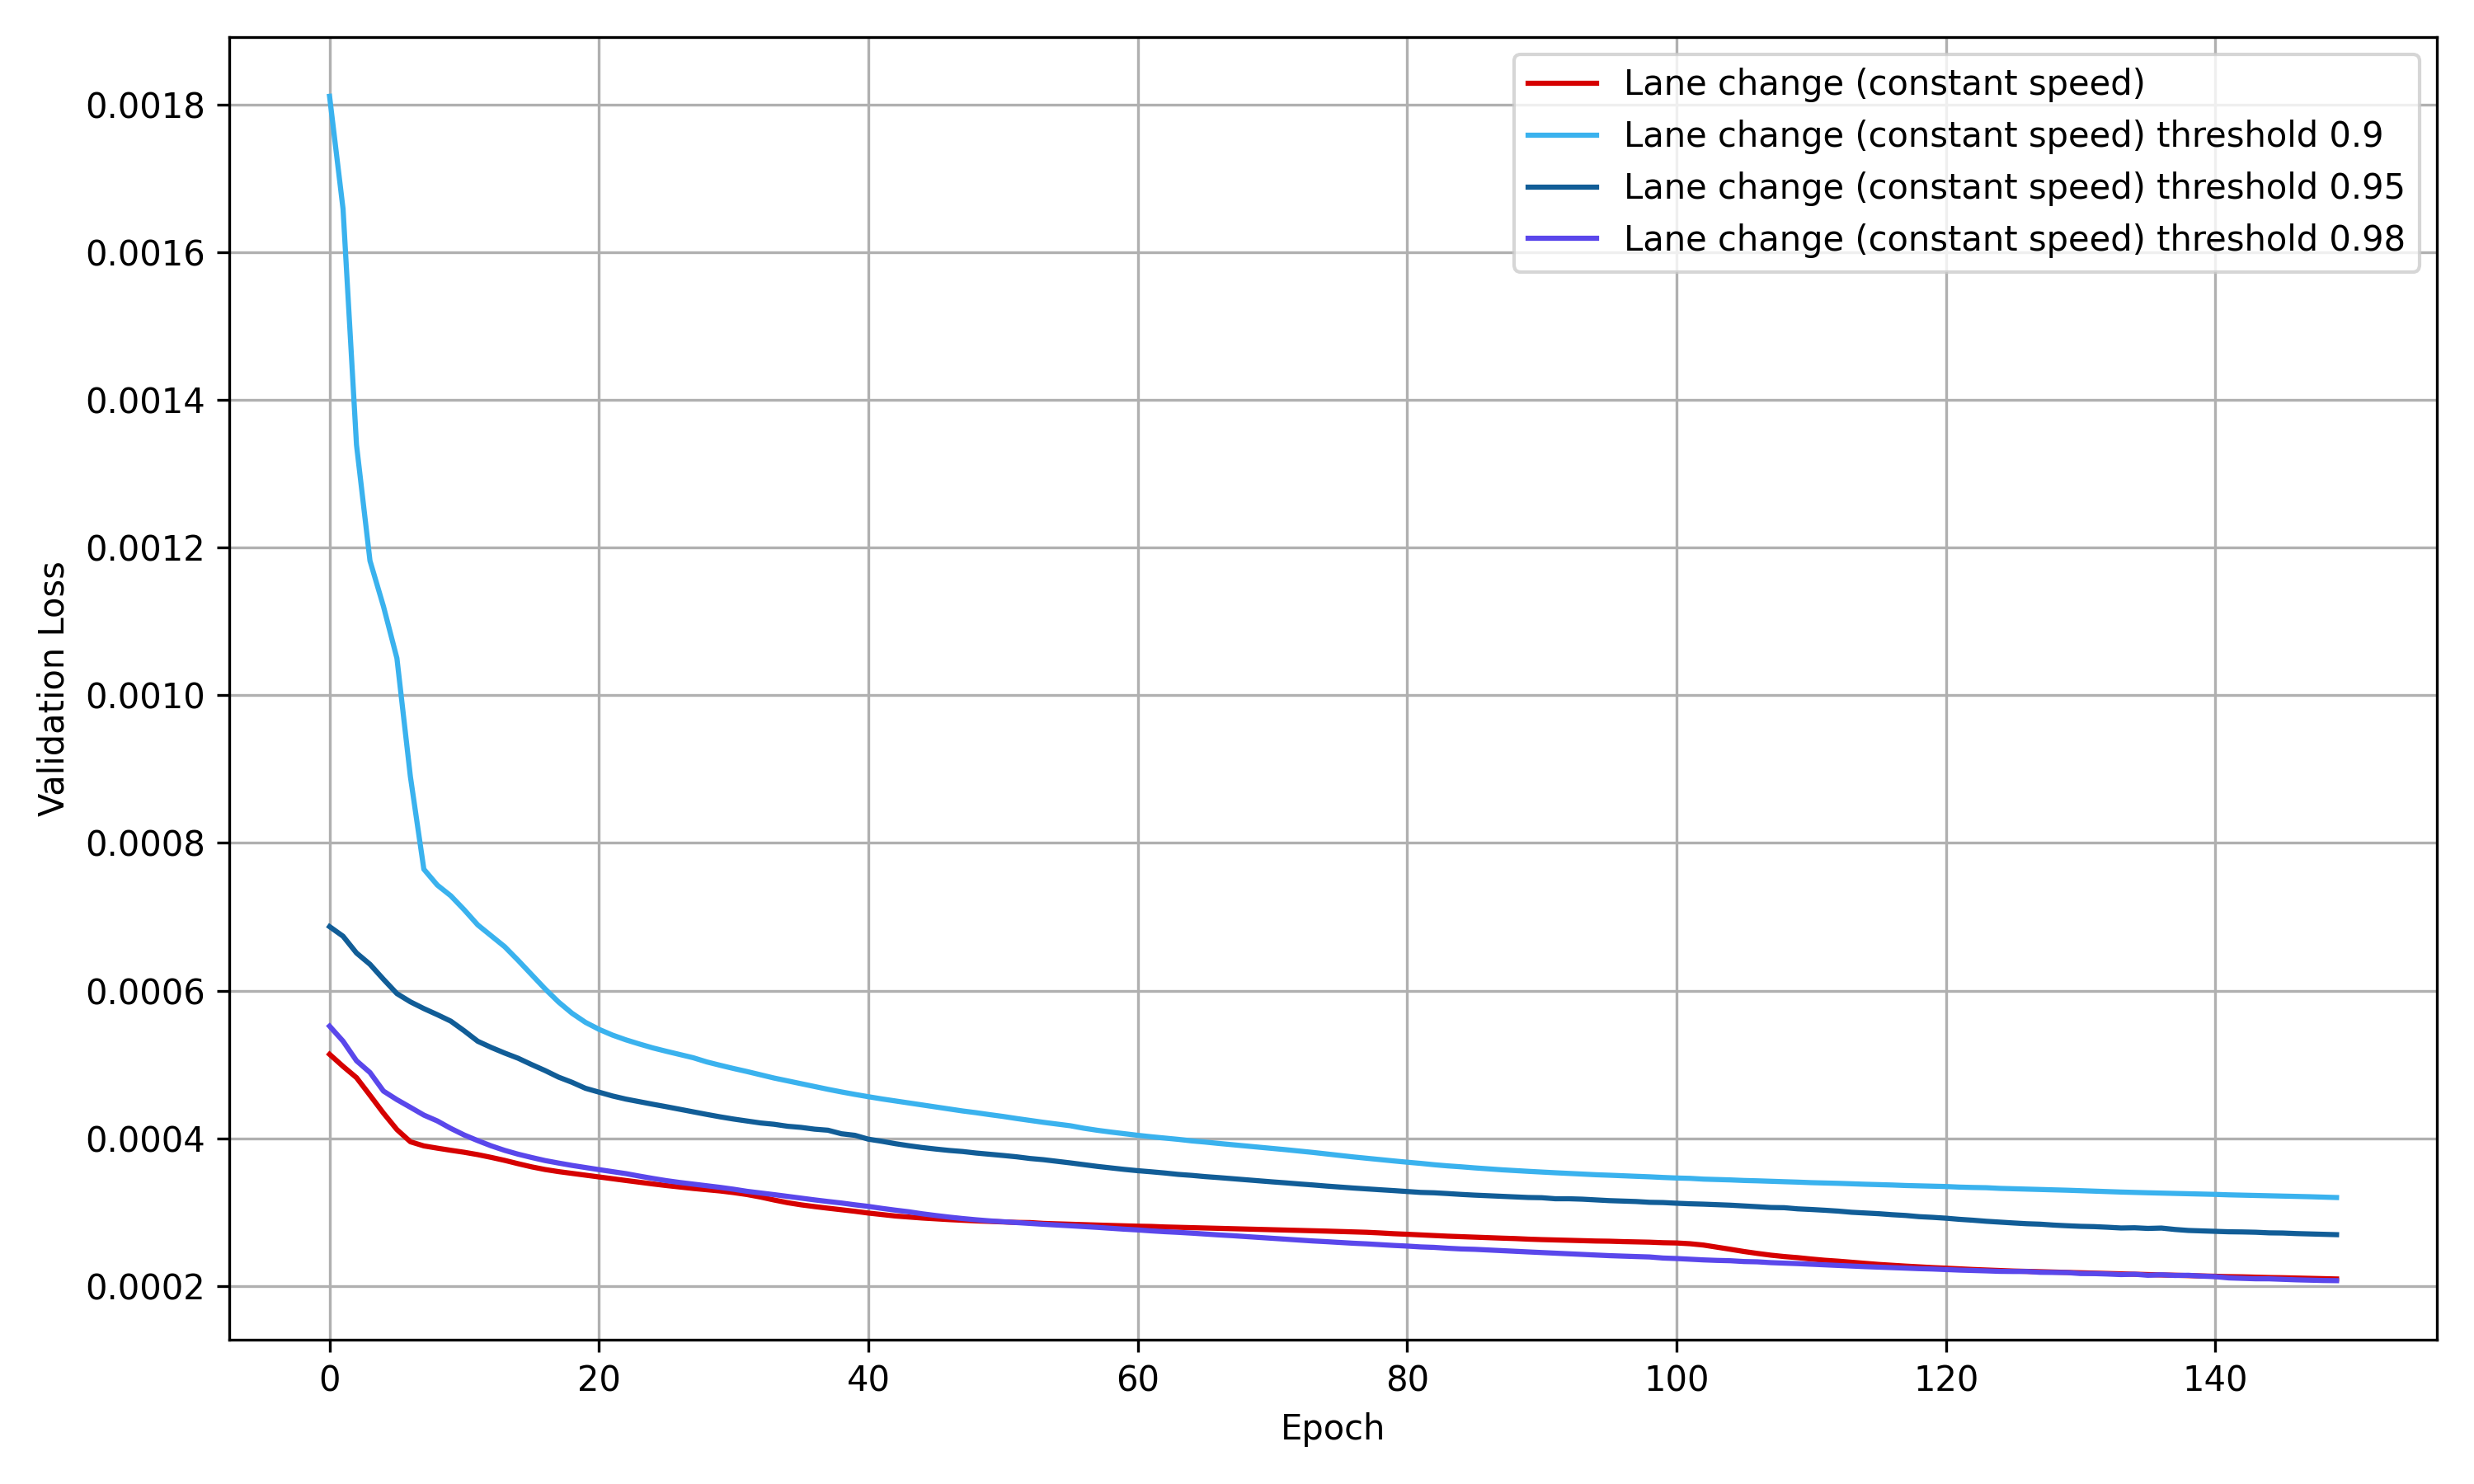 Lane change (constant speed)
Lane change (constant speed) threshold 0.9
Lane change (constant speed) threshold 0.95
Lane change (constant speed) threshold 0.98
Validation Loss
0.0018
0.0016
0.0014
0.0012
0.0010
0.0008
0.0006
0.0004
0.0002
0 20 40 60 80 100 120 140
Epoch